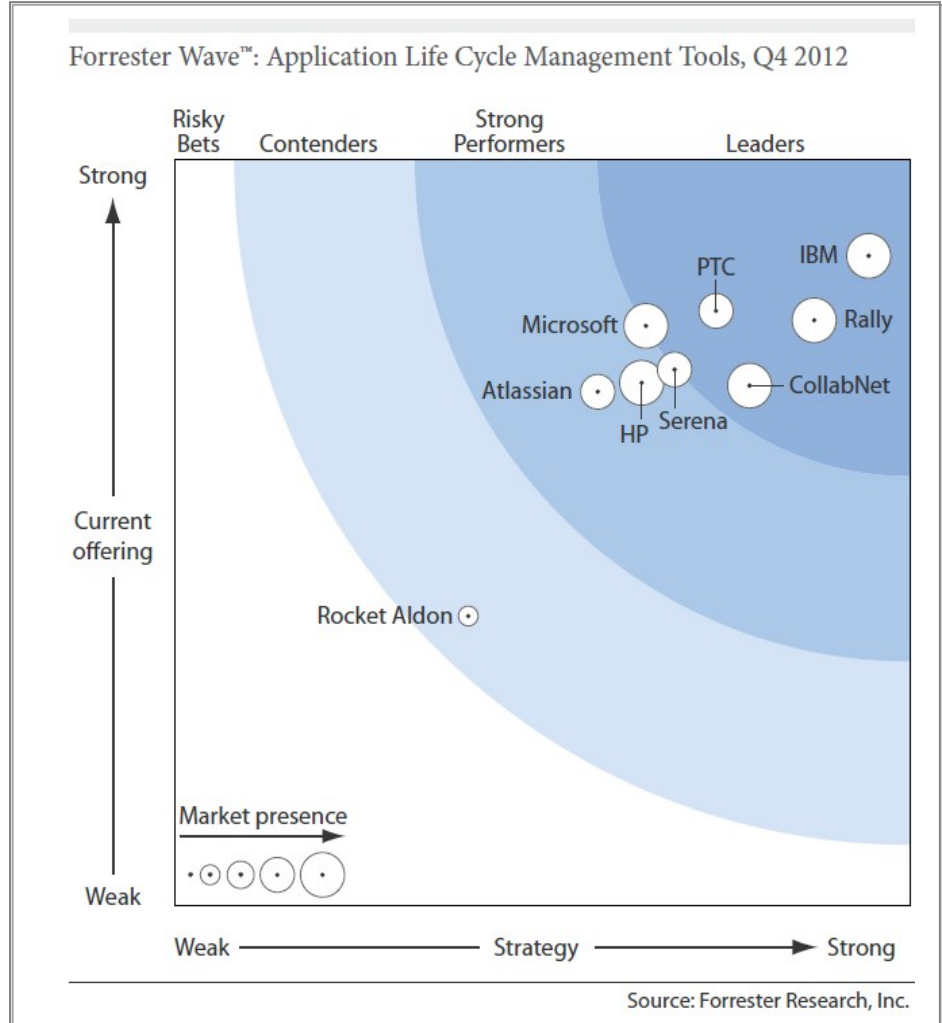 Forrester Wave™: Application Life Cycle Management Tools, Q4 2012
Risky
Bets
Contenders
Strong
Performers
Leaders
Strong
IBM
PTC
Microsoft
Rally
Atlassian
CollabNet
HP
Serena
Current
offering
Rocket Aldon
Market presence
Weak
Weak
Strategy
Strong
Source: Forrester Research, Inc.